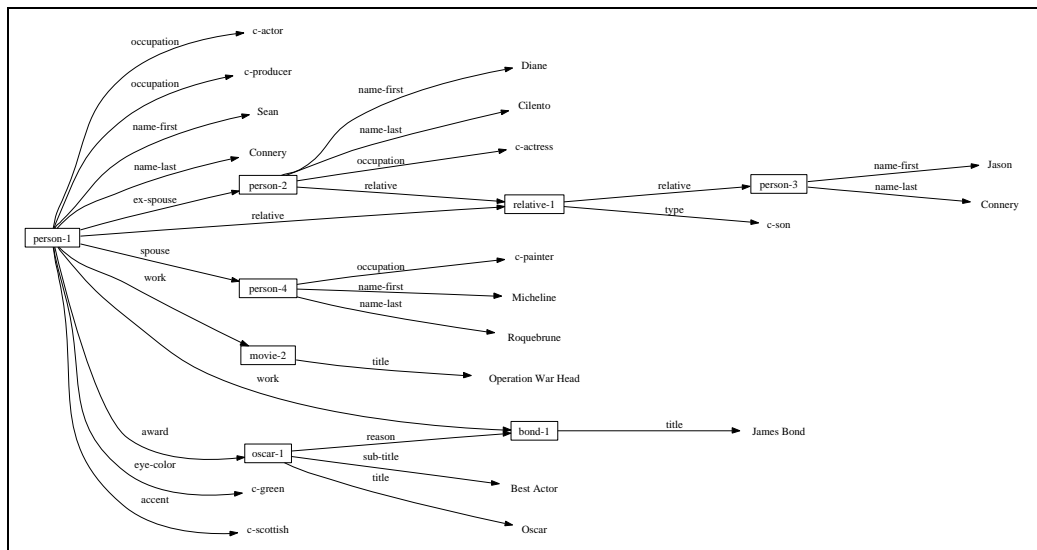 c-actor
occupation
Diane
c-producer
occupation
name-first
Cilento
Sean
name-first
name-last
c-actress
Connery
name-last
occupation
Jason
name-first
person-2
person-3
relative
relative
name-last
ex-spouse
relative-1
Connery
relative
type
c-son
person-1
spouse
c-painter
occupation
work
person-4
name-first
Micheline
name-last
Roquebrune
movie-2
title
work
Operation War Head
title
award
reason
bond-1
James Bond
oscar-1
sub-title
eye-color
title
c-green
Best Actor
accent
c-scottish
Oscar